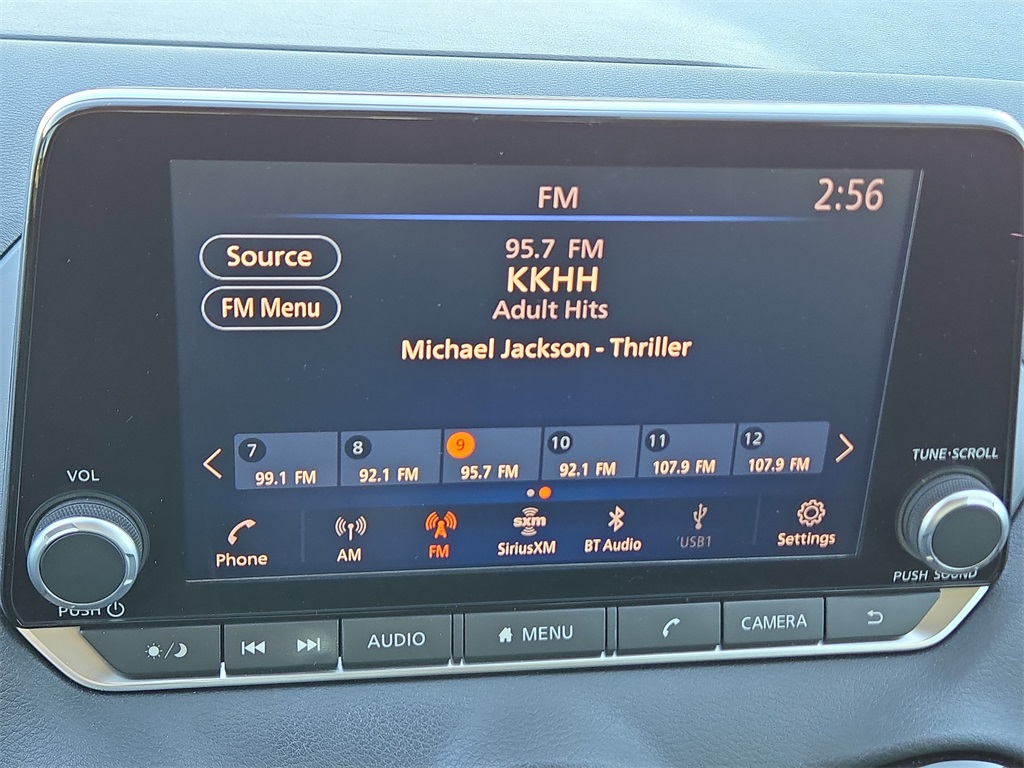 FM
2:56
Source
FM Menu
95.7 FM
KKHH
Adult Hits
Michael Jackson - Thriller
7
99.1 FM
8
92.1 FM
9
95.7 FM
10
92.1 FM
11
107.9 FM
12
107.9 FM
Phone
AM
FM
sxm
SiriusXM
BT Audio
USB1
Settings
VOL
PUSH
TUNE·SCROLL
PUSH SOUND
AUDIO
MENU
CAMERA